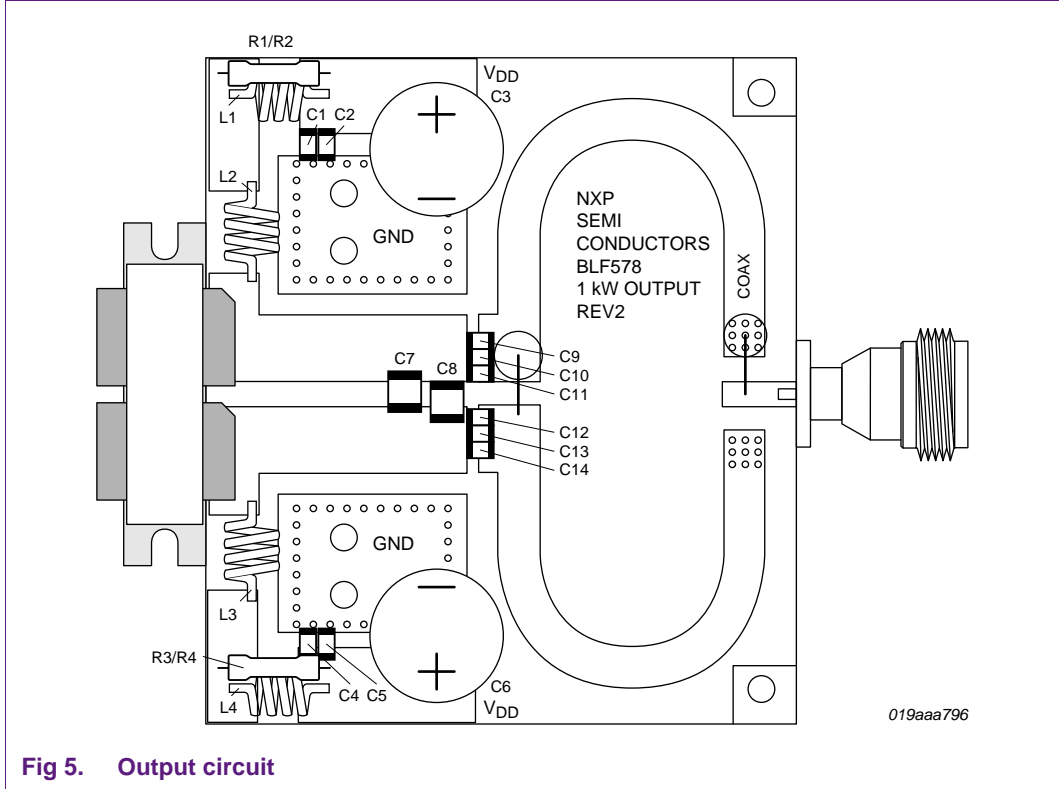 R1/R2
VDD
C3
L1
C1 C2
L2
GND
NXP
SEMI
CONDUCTORS
BLF578
1 kW OUTPUT
REV2
COAX
C7
C8
C9
C10
C11
C12
C13
C14
GND
L3
R3/R4
L4
C4 C5
C6
VDD
019aaa796
Fig 5. Output circuit